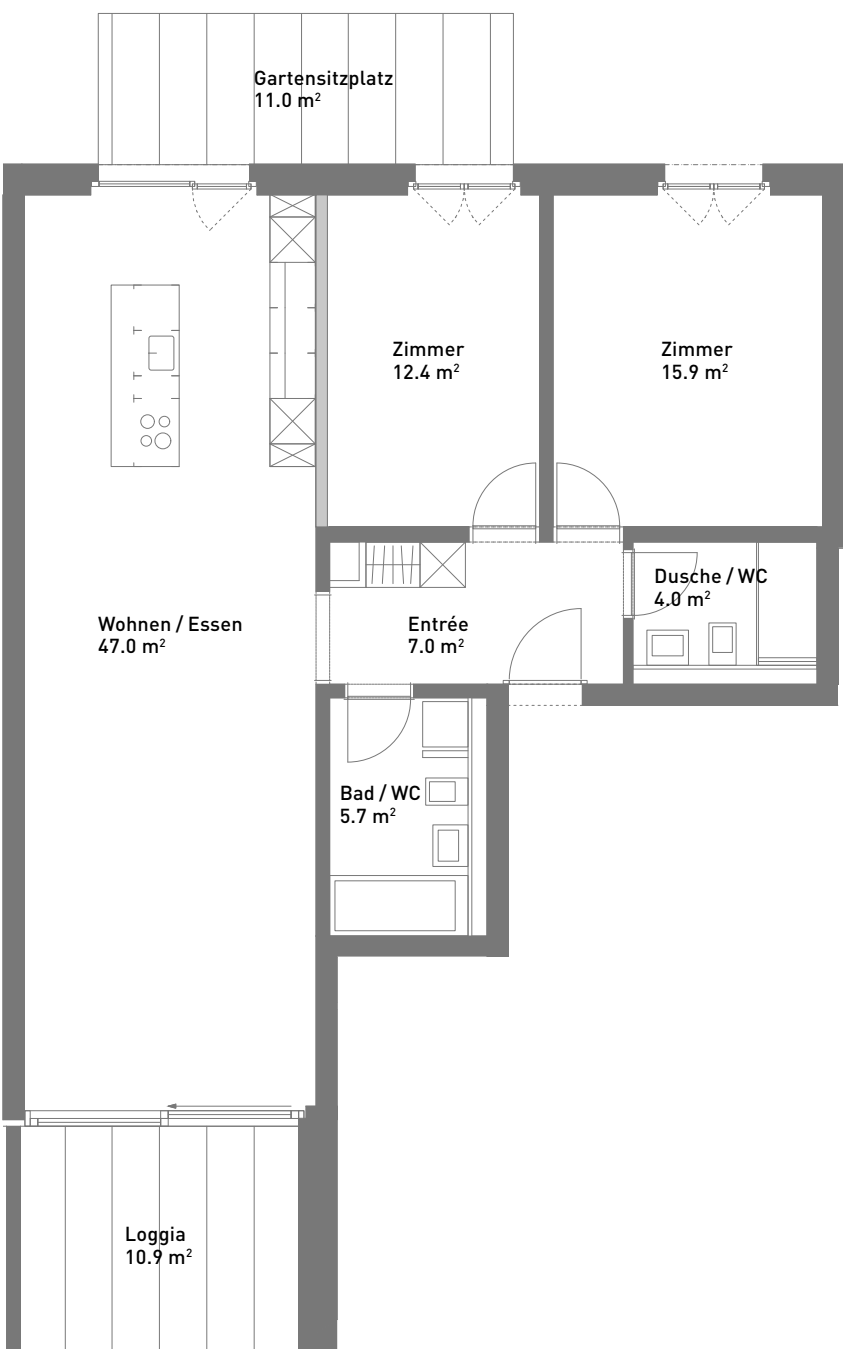 Gartensitzplatz
11.0 m²
Zimmer
12.4 m²
Zimmer
15.9 m²
Dusche / WC
4.0 m²
Wohnen / Essen
47.0 m²
Entrée
7.0 m²
Bad / WC
5.7 m²
Loggia
10.9 m²